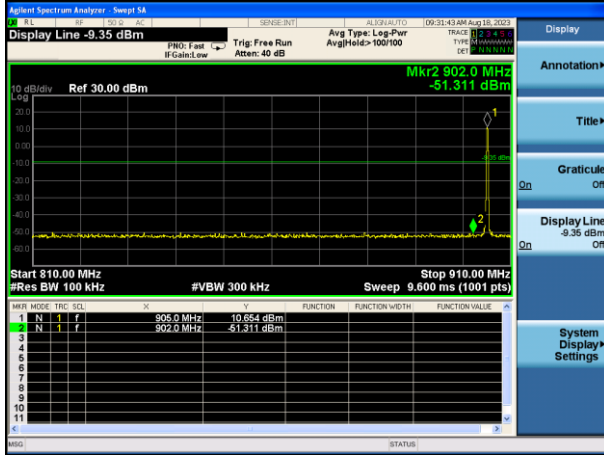 Agilent Spectrum Analyzer - Swept SA
RL RF 50 Ω AC SENSE:INT ALIGNAUTO 09:31:43 AM Aug 18, 2023
Display Line -9.35 dBm
PNO: Fast
IFGain:Low
Trig: Free Run
Atten: 40 dB
Avg Type: Log-Pwr
Avg|Hold>100/100
TRACE 1 2 3 4 5 6
TYPE M
DET P N N N N N
Mkr2 902.0 MHz
-51.311 dBm
10 dB/div Ref 30.00 dBm
Log
20.0
10.0
0.00
-10.0
-20.0
-30.0
-40.0
-50.0
-60.0
1
-9.35 dBm
2
Start 810.00 MHz Stop 910.00 MHz
#Res BW 100 kHz #VBW 300 kHz Sweep 9.600 ms (1001 pts)
MKR MODE TRC SCL X Y FUNCTION FUNCTION WIDTH FUNCTION VALUE
1 N 1 f 905.0 MHz 10.654 dBm
2 N 1 f 902.0 MHz -51.311 dBm
3
4
5
6
7
8
9
10
11
MSG STATUS
Display
Annotation
Title
Graticule
On Off
Display Line
-9.35 dBm
On Off
System
Display
Settings